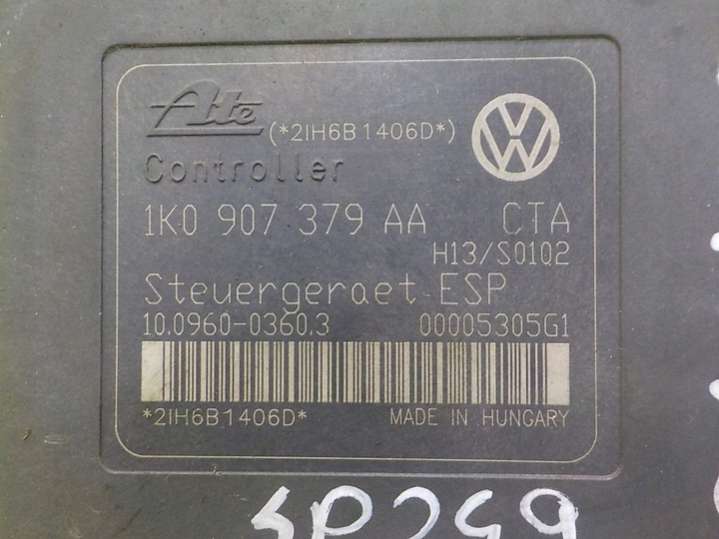 Ate (*2IH6B1406D*) VW
Controller
1K0 907 379 AA CTA
H13/S0102
Steuergeraet ESP
10.0960-0360.3 00005305G1
*2IH6B1406D* MADE IN HUNGARY